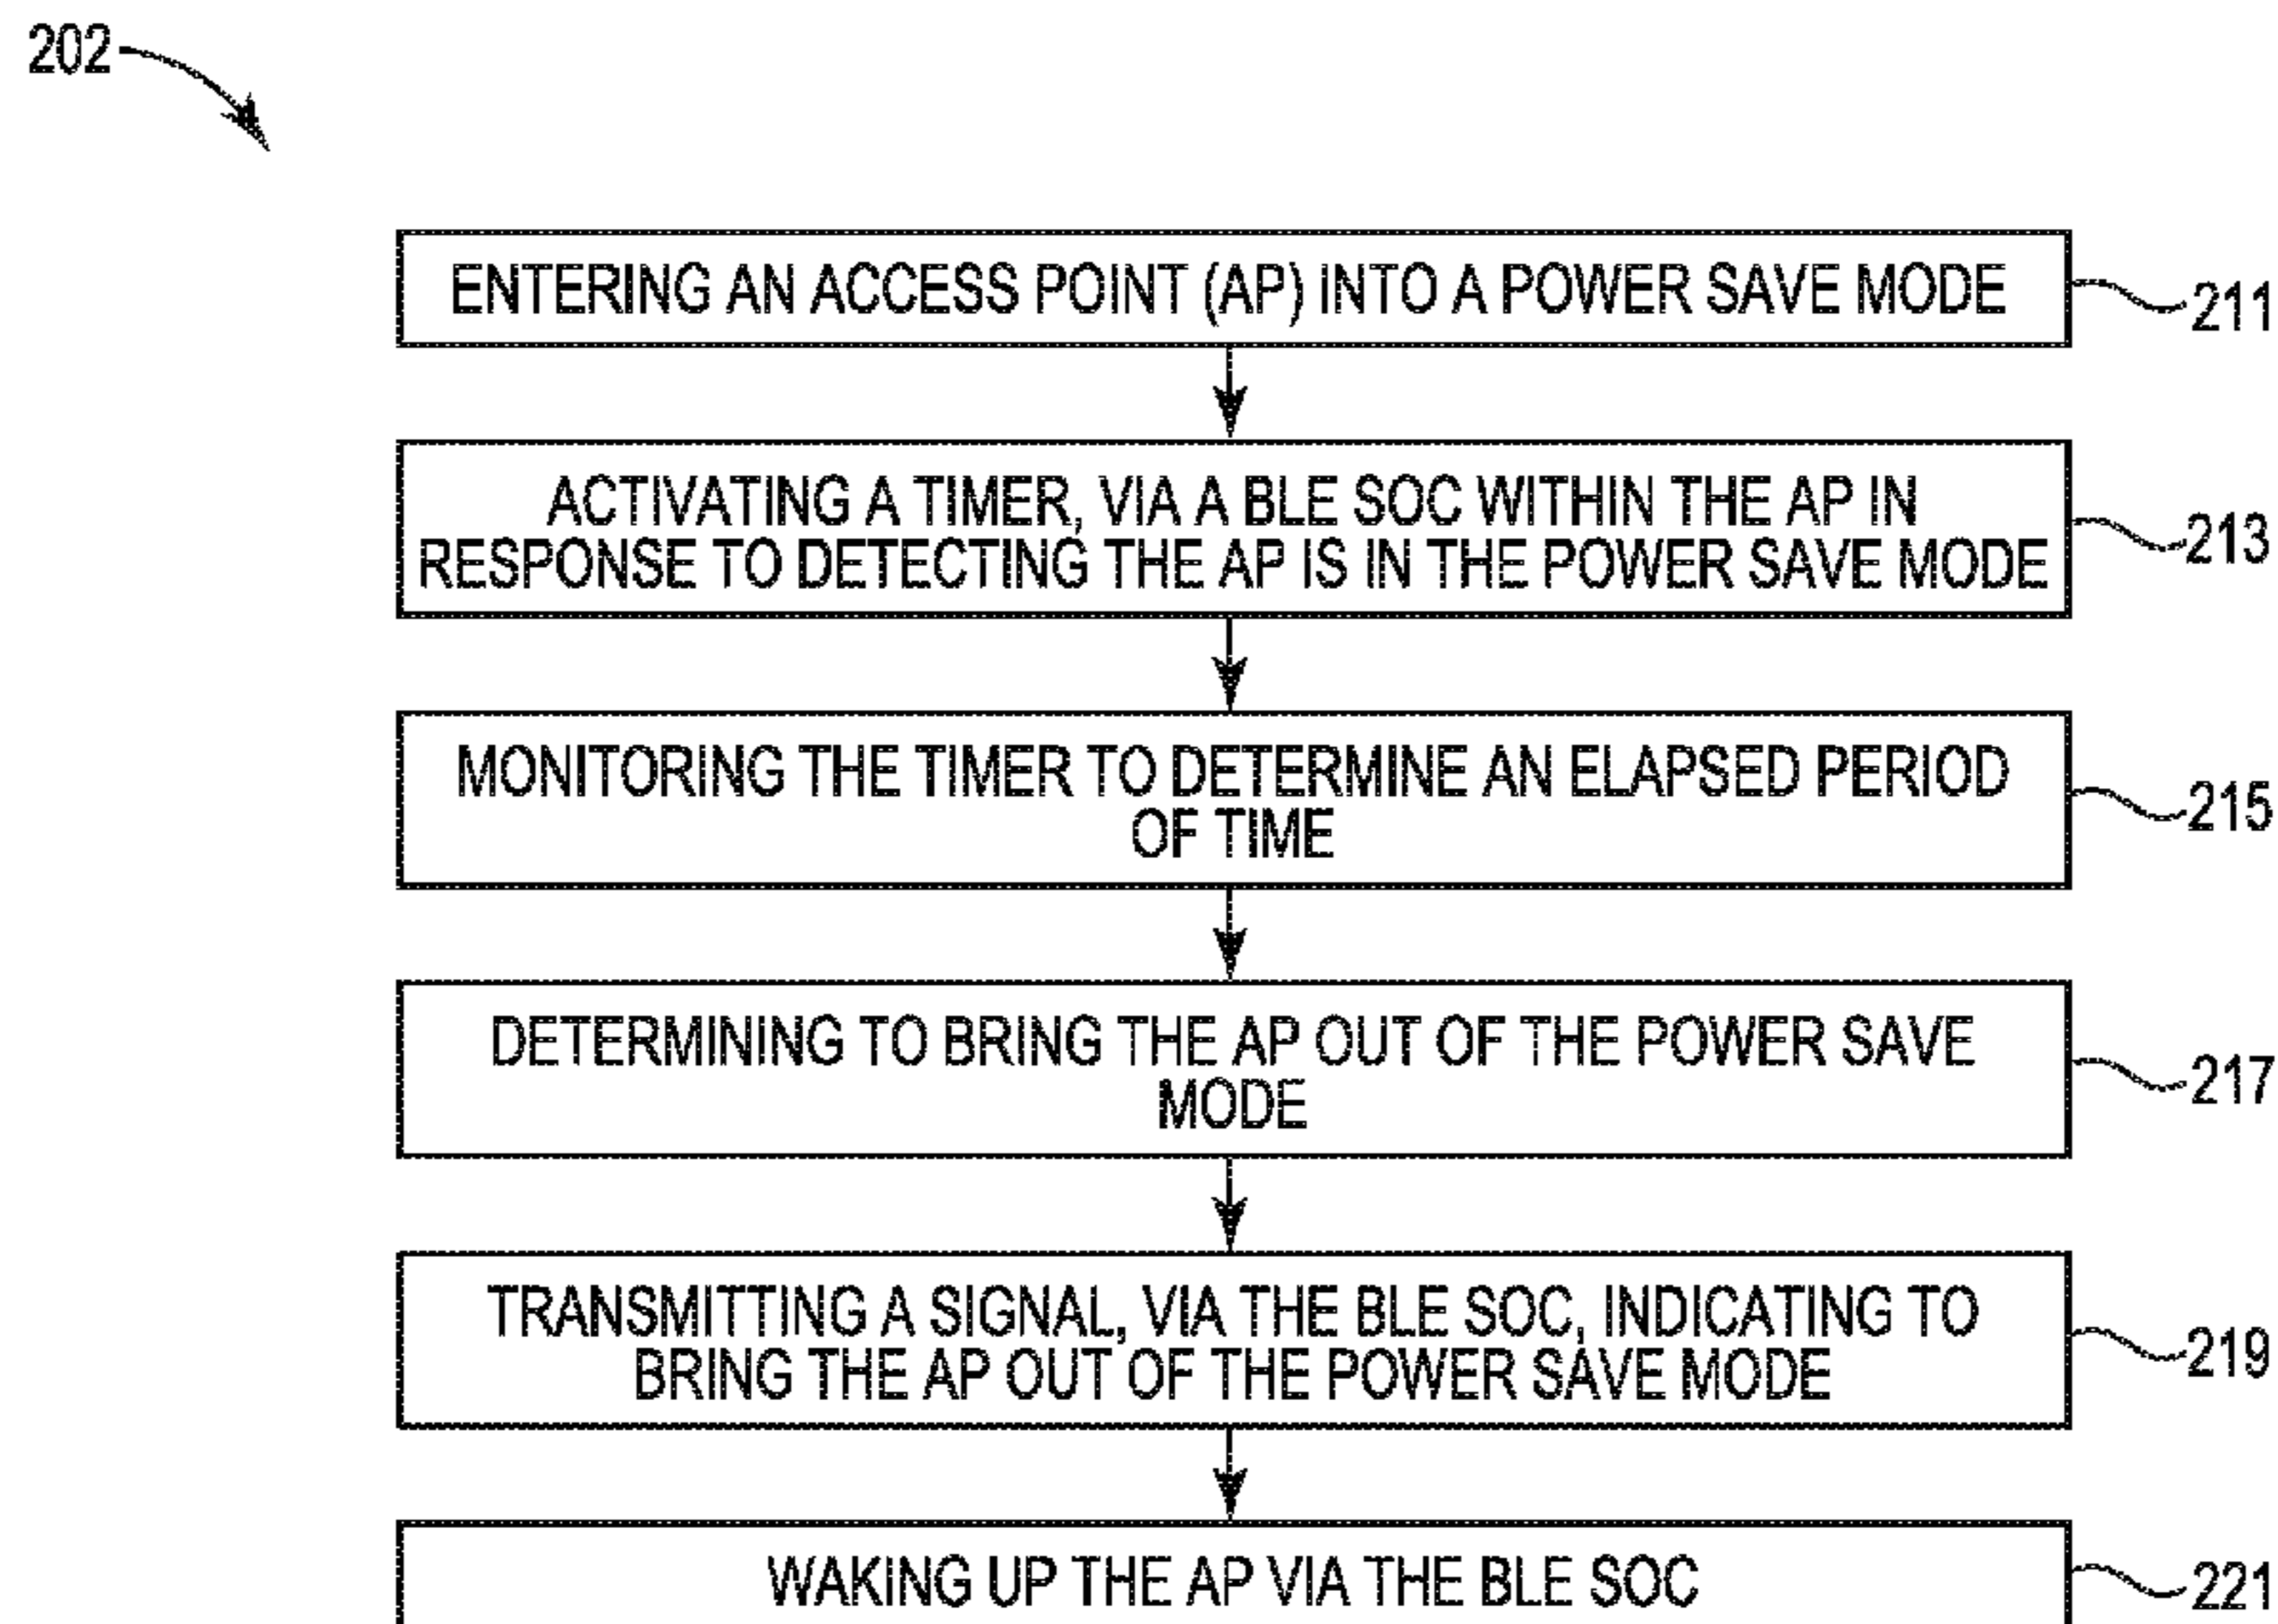 202
ENTERING AN ACCESS POINT (AP) INTO A POWER SAVE MODE
211
ACTIVATING A TIMER, VIA A BLE SOC WITHIN THE AP IN
RESPONSE TO DETECTING THE AP IS IN THE POWER SAVE MODE
213
MONITORING THE TIMER TO DETERMINE AN ELAPSED PERIOD
OF TIME
215
DETERMINING TO BRING THE AP OUT OF THE POWER SAVE
MODE
217
TRANSMITTING A SIGNAL, VIA THE BLE SOC, INDICATING TO
BRING THE AP OUT OF THE POWER SAVE MODE
219
WAKING UP THE AP VIA THE BLE SOC
221